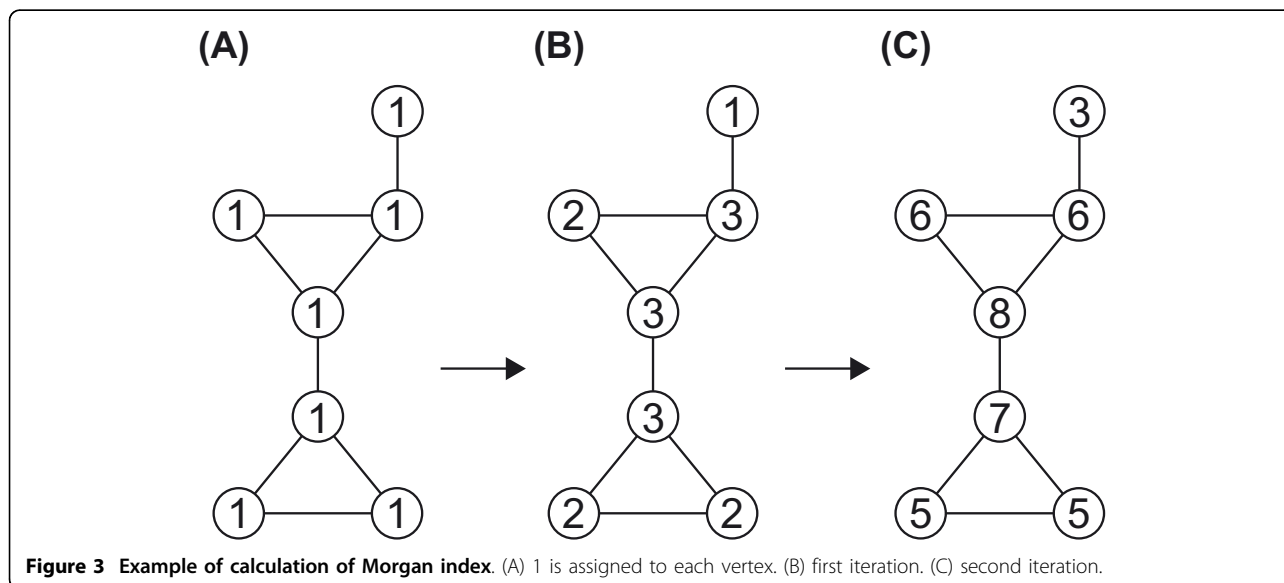 (A) (B) (C)
1 1 3
1 1 2 3 6 6
1 3 8
1 3 7
1 1 2 2 5 5
Figure 3 Example of calculation of Morgan index. (A) 1 is assigned to each vertex. (B) first iteration. (C) second iteration.